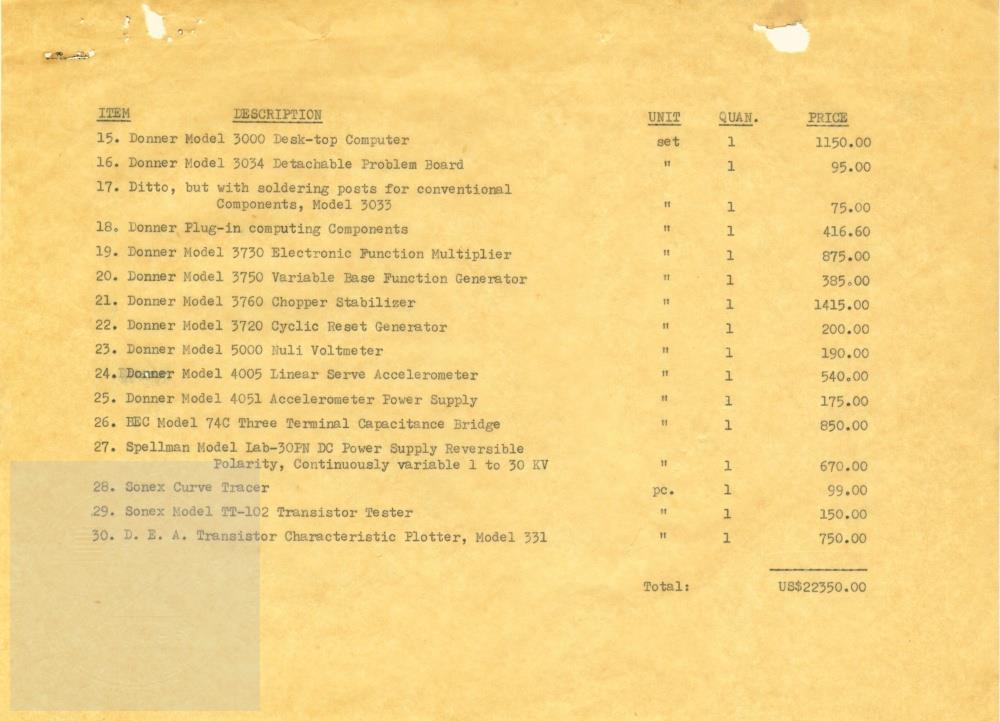 ITEM DESCRIPTION UNIT QUAN. PRICE
15. Donner Model 3000 Desk-top Computer set 1 1150.00
16. Donner Model 3034 Detachable Problem Board " 1 95.00
17. Ditto, but with soldering posts for conventional
Components, Model 3033 " 1 75.00
18. Donner Plug-in computing Components " 1 416.60
19. Donner Model 3730 Electronic Function Multiplier " 1 875.00
20. Donner Model 3750 Variable Base Function Generator " 1 385.00
21. Donner Model 3760 Chopper Stabilizer " 1 1415.00
22. Donner Model 3720 Cyclic Reset Generator " 1 200.00
23. Donner Model 5000 Nuli Voltmeter " 1 190.00
24. Donner Model 4005 Linear Serve Accelerometer " 1 540.00
25. Donner Model 4051 Accelerometer Power Supply " 1 175.00
26. BEC Model 74C Three Terminal Capacitance Bridge " 1 850.00
27. Spellman Model Lab-30PN DC Power Supply Reversible
Polarity, Continuously variable 1 to 30 KV " 1 670.00
28. Sonex Curve Tracer pc. 1 99.00
29. Sonex Model TT-102 Transistor Tester " 1 150.00
30. D. E. A. Transistor Characteristic Plotter, Model 331 " 1 750.00
Total: US$22350.00